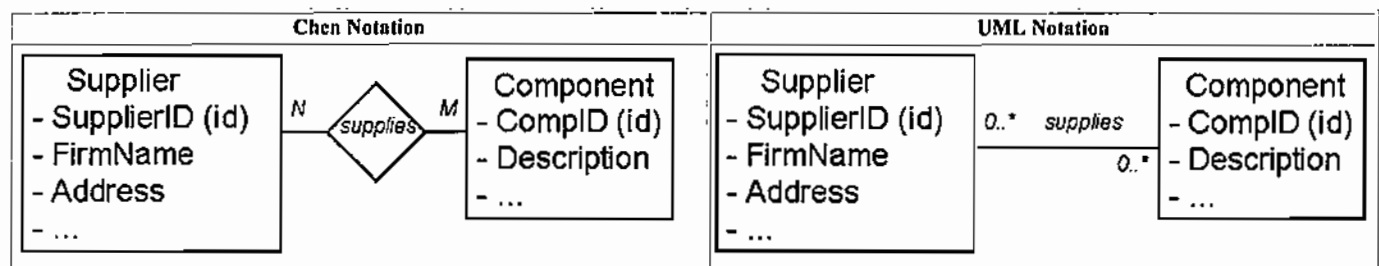 Chen Notation
UML Notation
Supplier
- SupplierID (id)
- FirmName
- Address
- ...
N
supplies
M
Component
- CompID (id)
- Description
- ...
Supplier
- SupplierID (id)
- FirmName
- Address
- ...
0..* supplies
0..*
Component
- CompID (id)
- Description
- ...